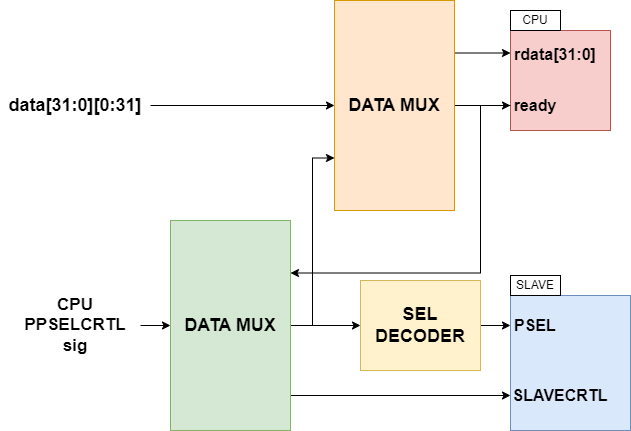 CPU
DATA MUX
rdata[31:0]
data[31:0][0:31]
ready
SLAVE
CPU
PPSELCRTL
sig
DATA MUX
SEL
DECODER
PSEL
SLAVECRTL